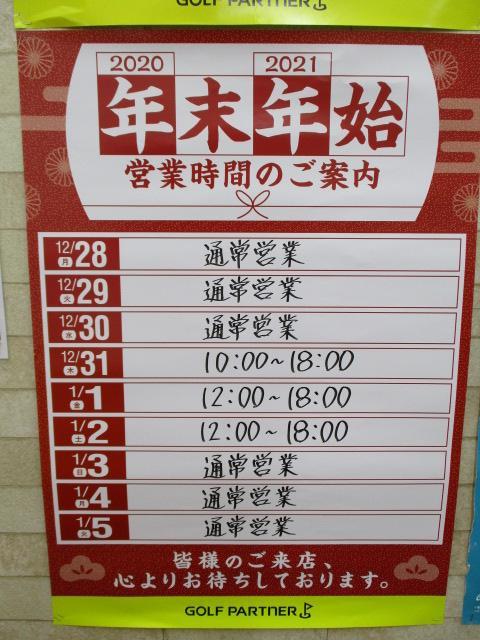 GOLF PARTNER
2020 2021
年末年始
営業時間のご案内
12/28 月 通常営業
12/29 火 通常営業
12/30 水 通常営業
12/31 木 10:00~18:00
1/1 金 12:00~18:00
1/2 土 12:00~18:00
1/3 日 通常営業
1/4 月 通常営業
1/5 火 通常営業
皆様のご来店、
心よりお待ちしております。
GOLF PARTNER